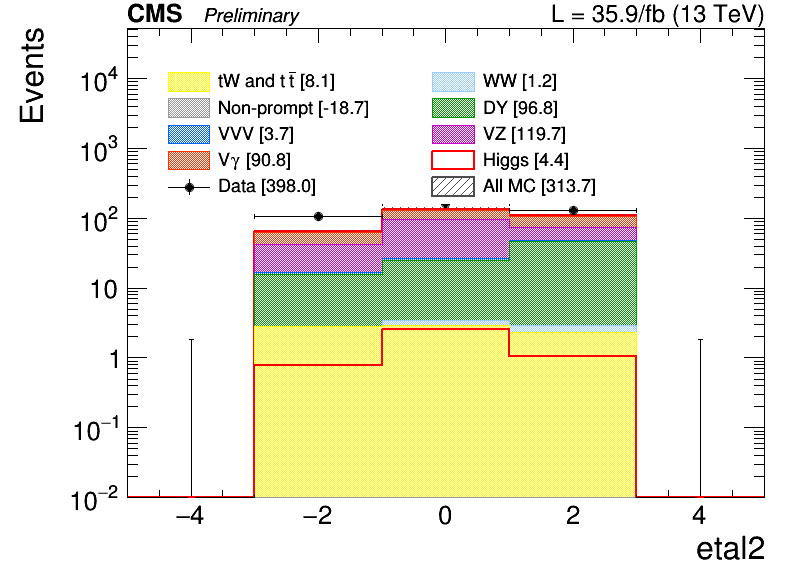 CMS Preliminary L = 35.9/fb (13 TeV)
Events
tW and t t̅ [8.1] WW [1.2]
Non-prompt [-18.7] DY [96.8]
VVV [3.7] VZ [119.7]
Vγ [90.8] Higgs [4.4]
Data [398.0] All MC [313.7]
10⁴
10³
10²
10
1
10⁻¹
10⁻²
−4 −2 0 2 4
etal2